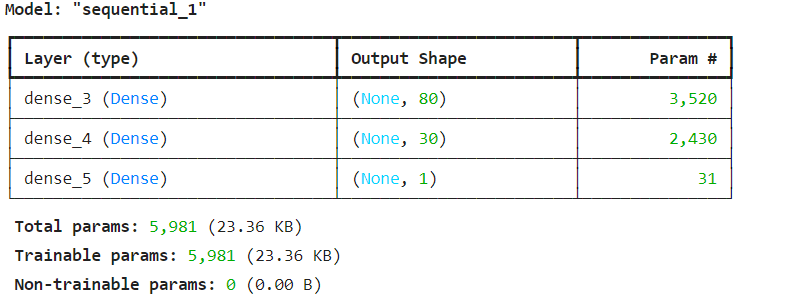 Model: "sequential_1"
Layer (type) Output Shape Param #
dense_3 (Dense) (None, 80) 3,520
dense_4 (Dense) (None, 30) 2,430
dense_5 (Dense) (None, 1) 31
Total params: 5,981 (23.36 KB)
Trainable params: 5,981 (23.36 KB)
Non-trainable params: 0 (0.00 B)